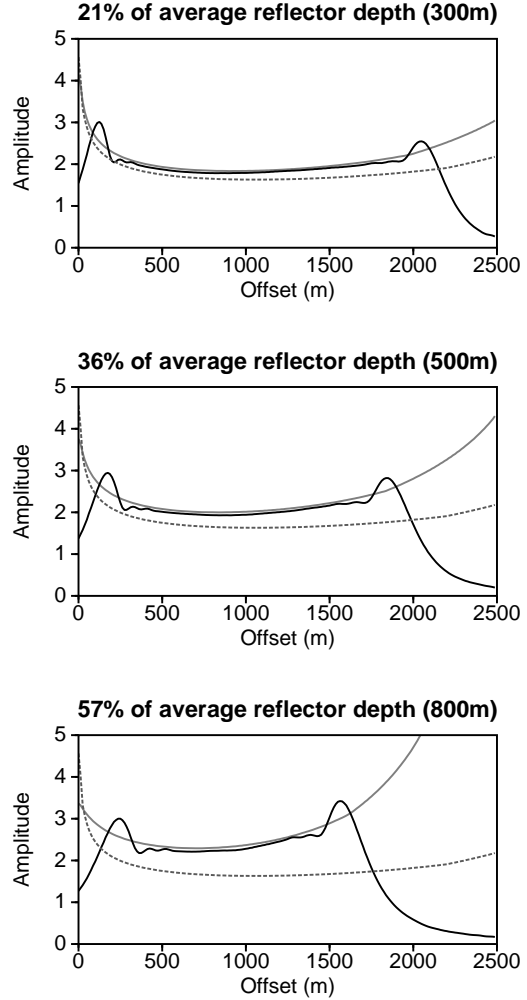 21% of average reflector depth (300m)
5
4
3
2
1
0
Amplitude
0 500 1000 1500 2000 2500
Offset (m)
36% of average reflector depth (500m)
5
4
3
2
1
0
Amplitude
0 500 1000 1500 2000 2500
Offset (m)
57% of average reflector depth (800m)
5
4
3
2
1
0
Amplitude
0 500 1000 1500 2000 2500
Offset (m)